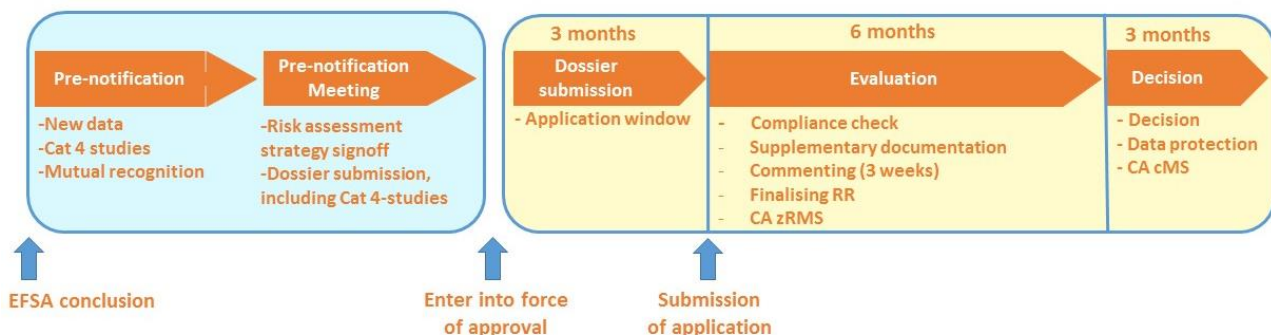 Pre-notification
-New data
-Cat 4 studies
-Mutual recognition
Pre-notification
Meeting
-Risk assessment
strategy signoff
-Dossier submission,
including Cat 4-studies
3 months
Dossier
submission
- Application window
6 months
Evaluation
- Compliance check
- Supplementary documentation
- Commenting (3 weeks)
- Finalising RR
- CA zRMS
3 months
Decision
- Decision
- Data protection
- CA cMS
EFSA conclusion
Enter into force
of approval
Submission
of application